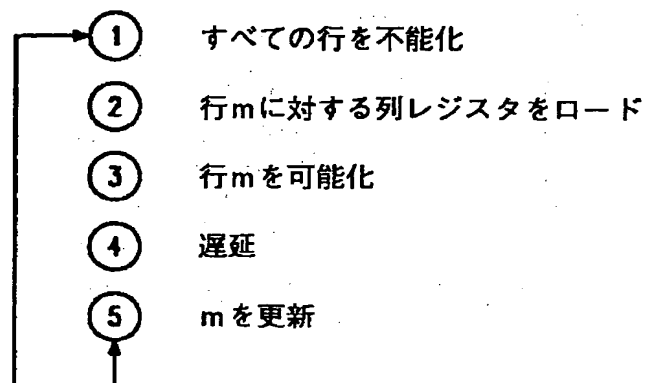 ① すべての行を不能化
② 行mに対する列レジスタをロード
③ 行mを可能化
④ 遅延
⑤ mを更新